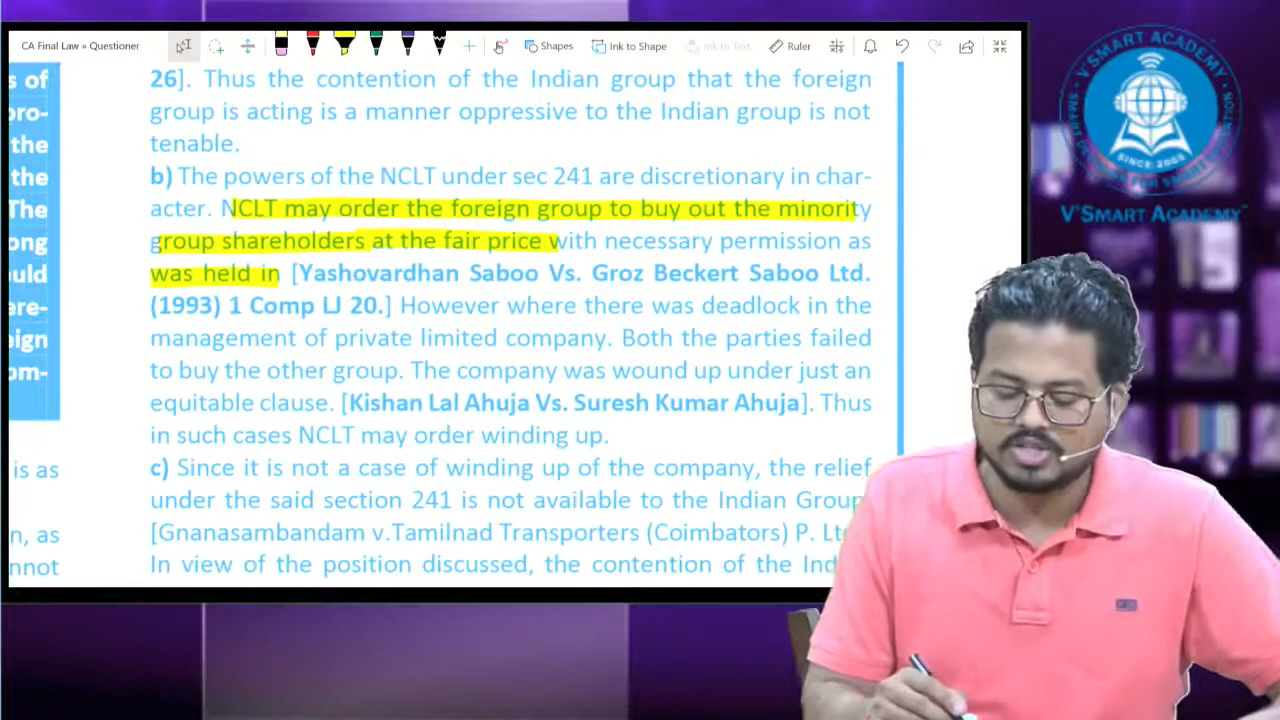 CA Final Law » Questioner
Shapes
Ink to Shape
Ink to Text
Ruler
s of
pro-
the
the
The
ong
uld
ere-
eign
om-
is as
n, as
nnot
26]. Thus the contention of the Indian group that the foreign
group is acting is a manner oppressive to the Indian group is not
tenable.
b) The powers of the NCLT under sec 241 are discretionary in char-
acter. NCLT may order the foreign group to buy out the minority
group shareholders at the fair price with necessary permission as
was held in [Yashovardhan Saboo Vs. Groz Beckert Saboo Ltd.
(1993) 1 Comp LJ 20.] However where there was deadlock in the
management of private limited company. Both the parties failed
to buy the other group. The company was wound up under just an
equitable clause. [Kishan Lal Ahuja Vs. Suresh Kumar Ahuja]. Thus
in such cases NCLT may order winding up.
c) Since it is not a case of winding up of the company, the relief
under the said section 241 is not available to the Indian Group
[Gnanasambandam v.Tamilnad Transporters (Coimbators) P. Lt
In view of the position discussed, the contention of the Ind
V'SMART ACADEMY
SINCE 2005
V'SMART ACADEMY